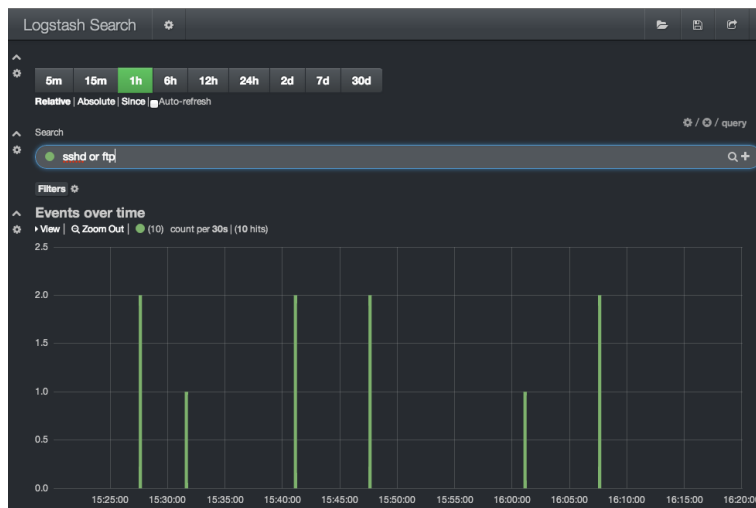 Logstash Search
5m 15m 1h 6h 12h 24h 2d 7d 30d
Relative | Absolute | Since | Auto-refresh
/ / query
Search
sshd or ftp
Filters
Events over time
View | Zoom Out | (10) count per 30s | (10 hits)
2.5
2.0
1.5
1.0
0.5
0.0
15:25:00 15:30:00 15:35:00 15:40:00 15:45:00 15:50:00 15:55:00 16:00:00 16:05:00 16:10:00 16:15:00 16:20:0